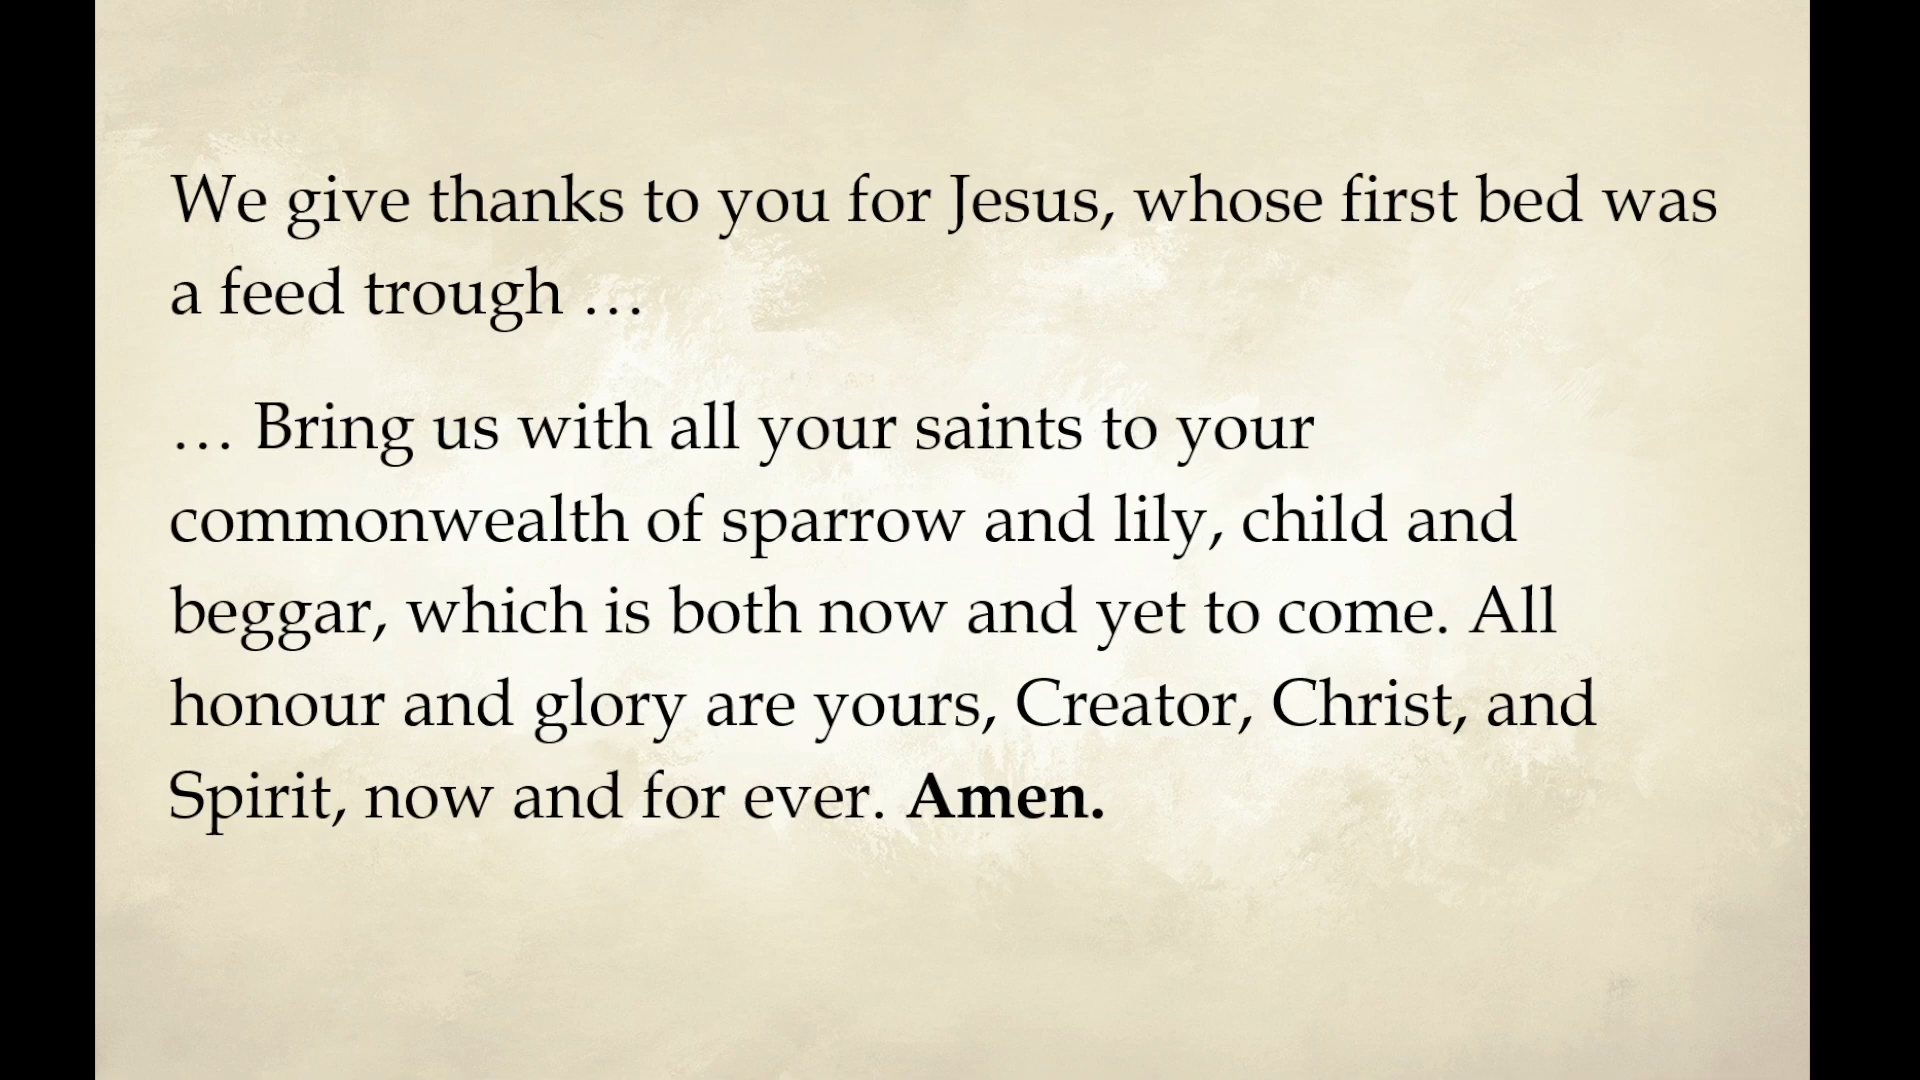 We give thanks to you for Jesus, whose first bed was
a feed trough …
… Bring us with all your saints to your
commonwealth of sparrow and lily, child and
beggar, which is both now and yet to come. All
honour and glory are yours, Creator, Christ, and
Spirit, now and for ever. Amen.